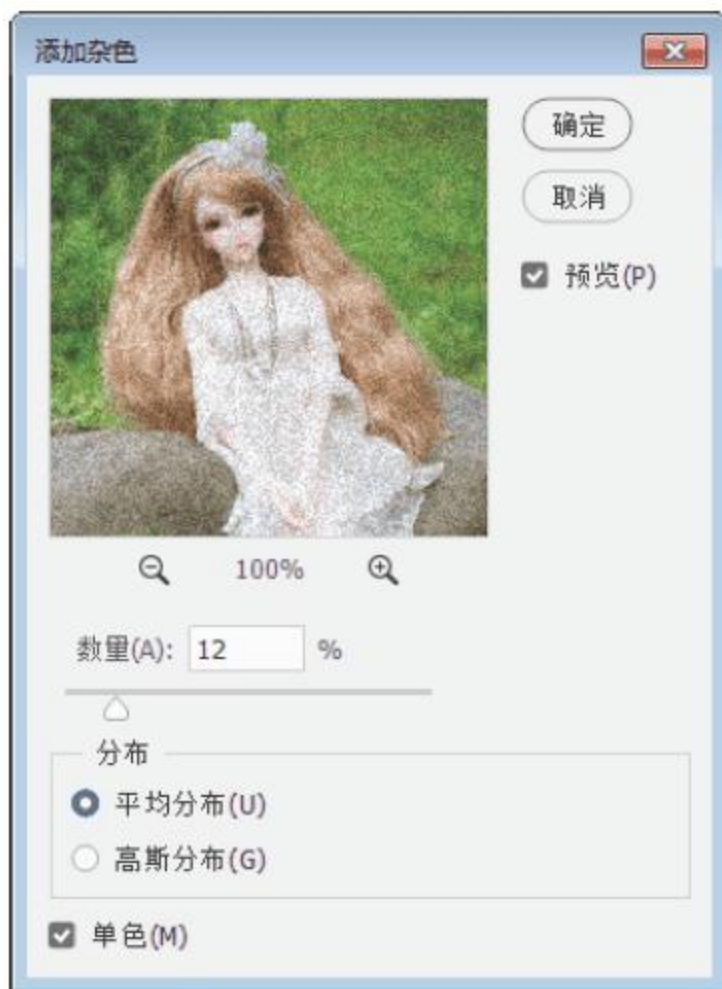 添加杂色
确定
取消
预览(P)
100%
数量(A): 12 %
分布
平均分布(U)
高斯分布(G)
单色(M)